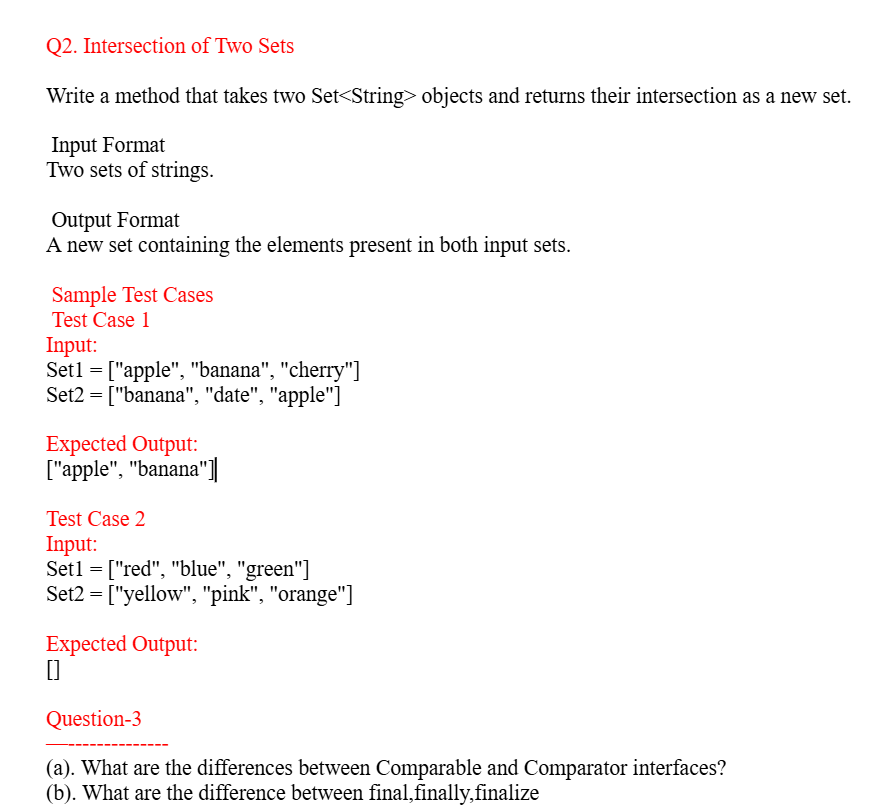 Q2. Intersection of Two Sets
Write a method that takes two Set<String> objects and returns their intersection as a new set.
Input Format
Two sets of strings.
Output Format
A new set containing the elements present in both input sets.
Sample Test Cases
Test Case 1
Input:
Set1 = ["apple", "banana", "cherry"]
Set2 = ["banana", "date", "apple"]
Expected Output:
["apple", "banana"]
Test Case 2
Input:
Set1 = ["red", "blue", "green"]
Set2 = ["yellow", "pink", "orange"]
Expected Output:
[]
Question-3
—--------------
(a). What are the differences between Comparable and Comparator interfaces?
(b). What are the difference between final,finally,finalize